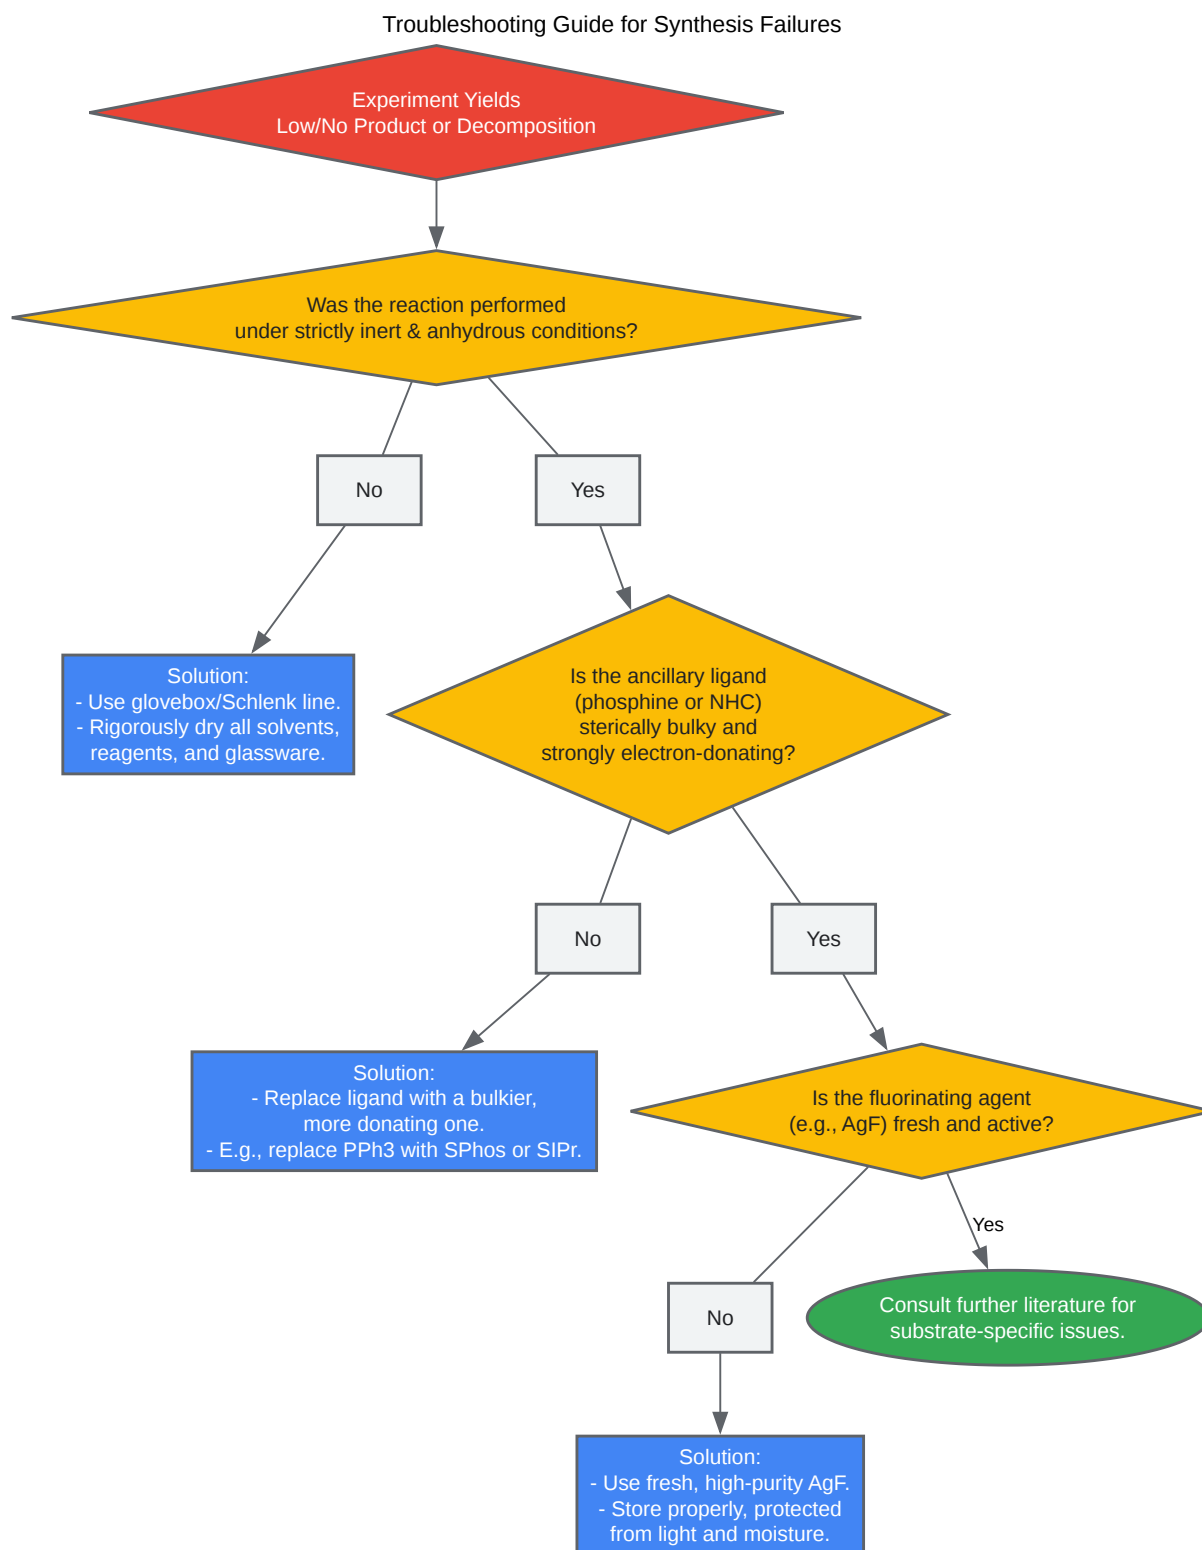 Troubleshooting Guide for Synthesis Failures
Experiment Yields
Low/No Product or Decomposition
Was the reaction performed
under strictly inert & anhydrous conditions?
No
Yes
Solution:
- Use glovebox/Schlenk line.
- Rigorously dry all solvents,
reagents, and glassware.
Is the ancillary ligand
(phosphine or NHC)
sterically bulky and
strongly electron-donating?
No
Yes
Solution:
- Replace ligand with a bulkier,
more donating one.
- E.g., replace PPh3 with SPhos or SIPr.
Is the fluorinating agent
(e.g., AgF) fresh and active?
Yes
No
Consult further literature for
substrate-specific issues.
Solution:
- Use fresh, high-purity AgF.
- Store properly, protected
from light and moisture.